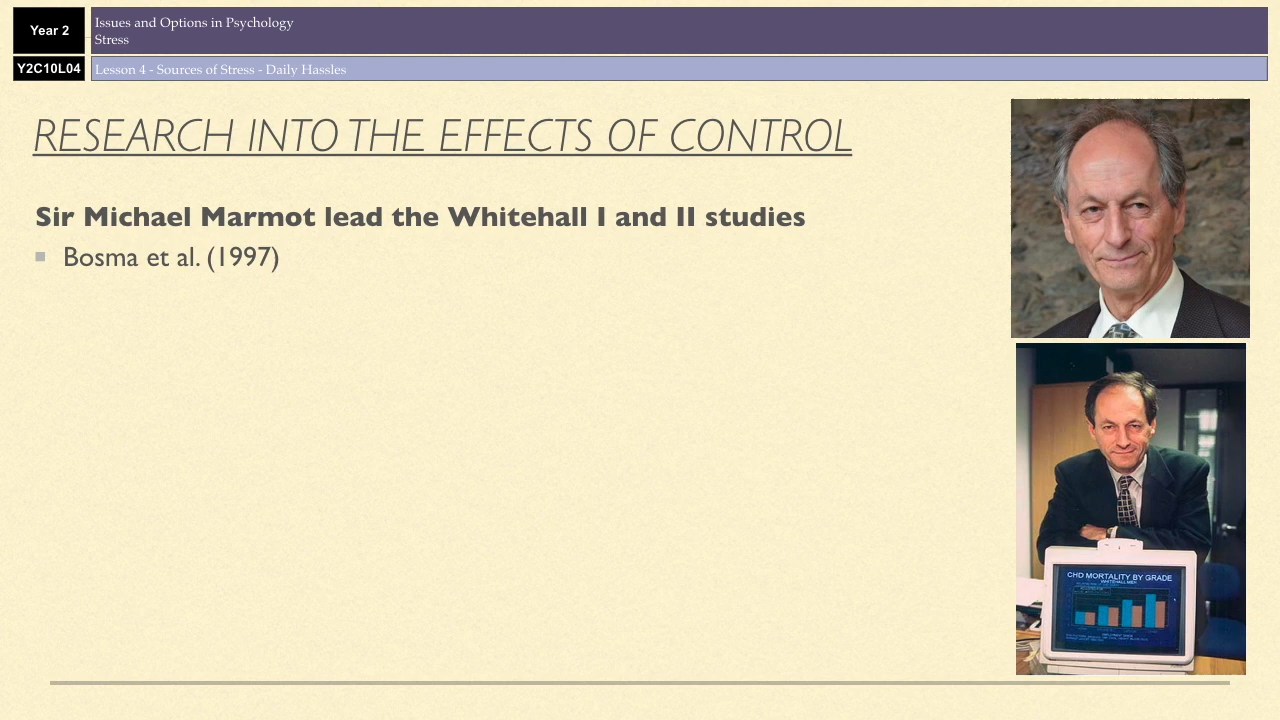 Year 2
Issues and Options in Psychology
Stress
Y2C10L04
Lesson 4 - Sources of Stress - Daily Hassles
RESEARCH INTO THE EFFECTS OF CONTROL
Sir Michael Marmot lead the Whitehall I and II studies
Bosma et al. (1997)
CHD MORTALITY BY GRADE
WHITEHALL MEN